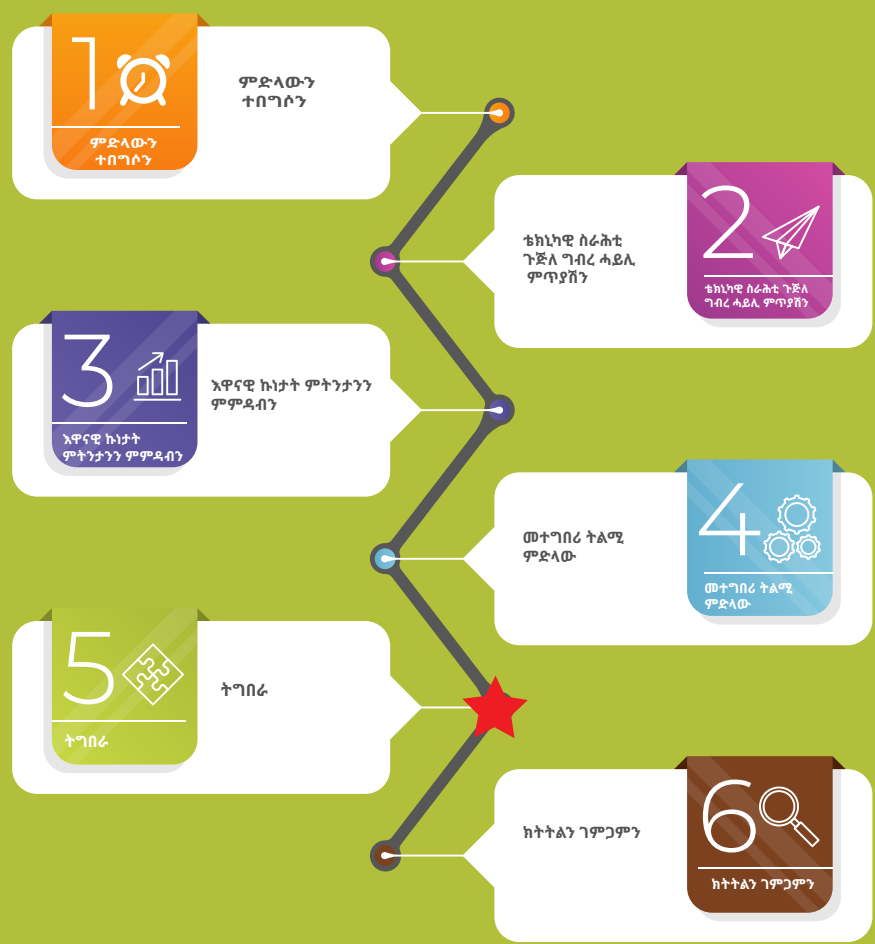 1
ምድላውን
ተበግሶን
ምድላውን
ተበግሶን
2
ቴክኒካዊ ስራሕቲ ጉጅለ
ግብረ ሓይሊ ምጥያሽን
ቴክኒካዊ ስራሕቲ
ጉጅለ ግብረ ሓይሊ
ምጥያሽን
3
እዋናዊ ኩነታት
ምትንታንን ምምዳብን
እዋናዊ ኩነታት ምትንታንን
ምምዳብን
4
መተግበሪ ትልሚ
ምድላው
መተግበሪ ትልሚ
ምድላው
5
ትግበራ
ትግበራ
6
ክትትልን ገምጋምን
ክትትልን ገምጋምን